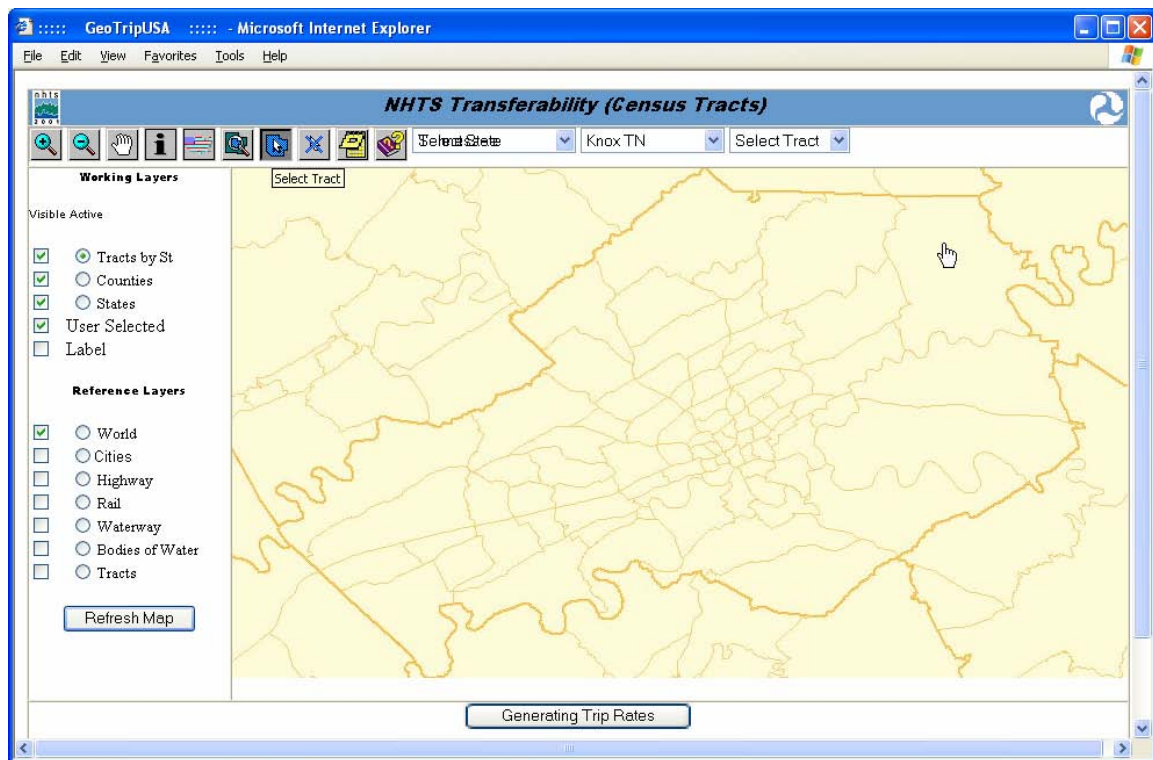 ::::: GeoTripUSA ::::: - Microsoft Internet Explorer
File Edit View Favorites Tools Help
nhts
2001
NHTS Transferability (Census Tracts)
Knox TN
Select Tract
Select Tract
Working Layers
Visible Active
Tracts by St
Counties
States
User Selected
Label
Reference Layers
World
Cities
Highway
Rail
Waterway
Bodies of Water
Tracts
Refresh Map
Generating Trip Rates